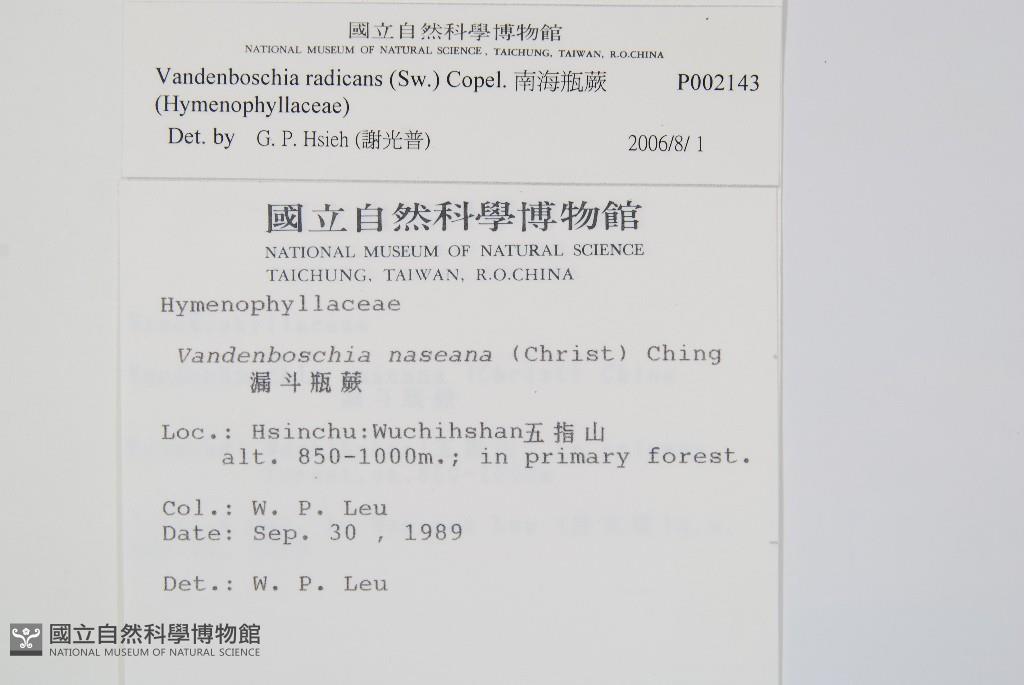 國立自然科學博物館
NATIONAL MUSEUM OF NATURAL SCIENCE, TAICHUNG, TAIWAN, R.O.CHINA
Vandenboschia radicans (Sw.) Copel. 南海瓶蕨 P002143
(Hymenophyllaceae)
Det. by G. P. Hsieh (謝光普) 2006/8/ 1
國立自然科學博物館
NATIONAL MUSEUM OF NATURAL SCIENCE
TAICHUNG, TAIWAN, R.O.CHINA
Hymenophyllaceae
Vandenboschia naseana (Christ) Ching
漏斗瓶蕨
Loc.: Hsinchu:Wuchihshan五指山
alt. 850-1000m.; in primary forest.
Col.: W. P. Leu
Date: Sep. 30 , 1989
Det.: W. P. Leu
國立自然科學博物館
NATIONAL MUSEUM OF NATURAL SCIENCE